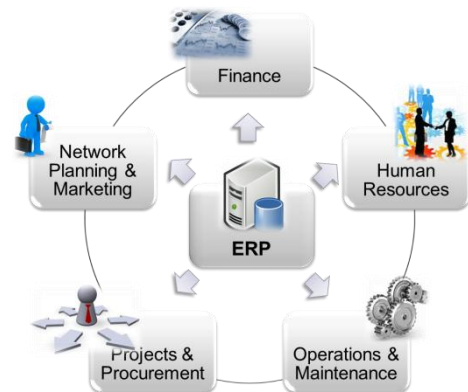 Finance
Network
Planning &
Marketing
Human
Resources
ERP
Projects &
Procurement
Operations &
Maintenance